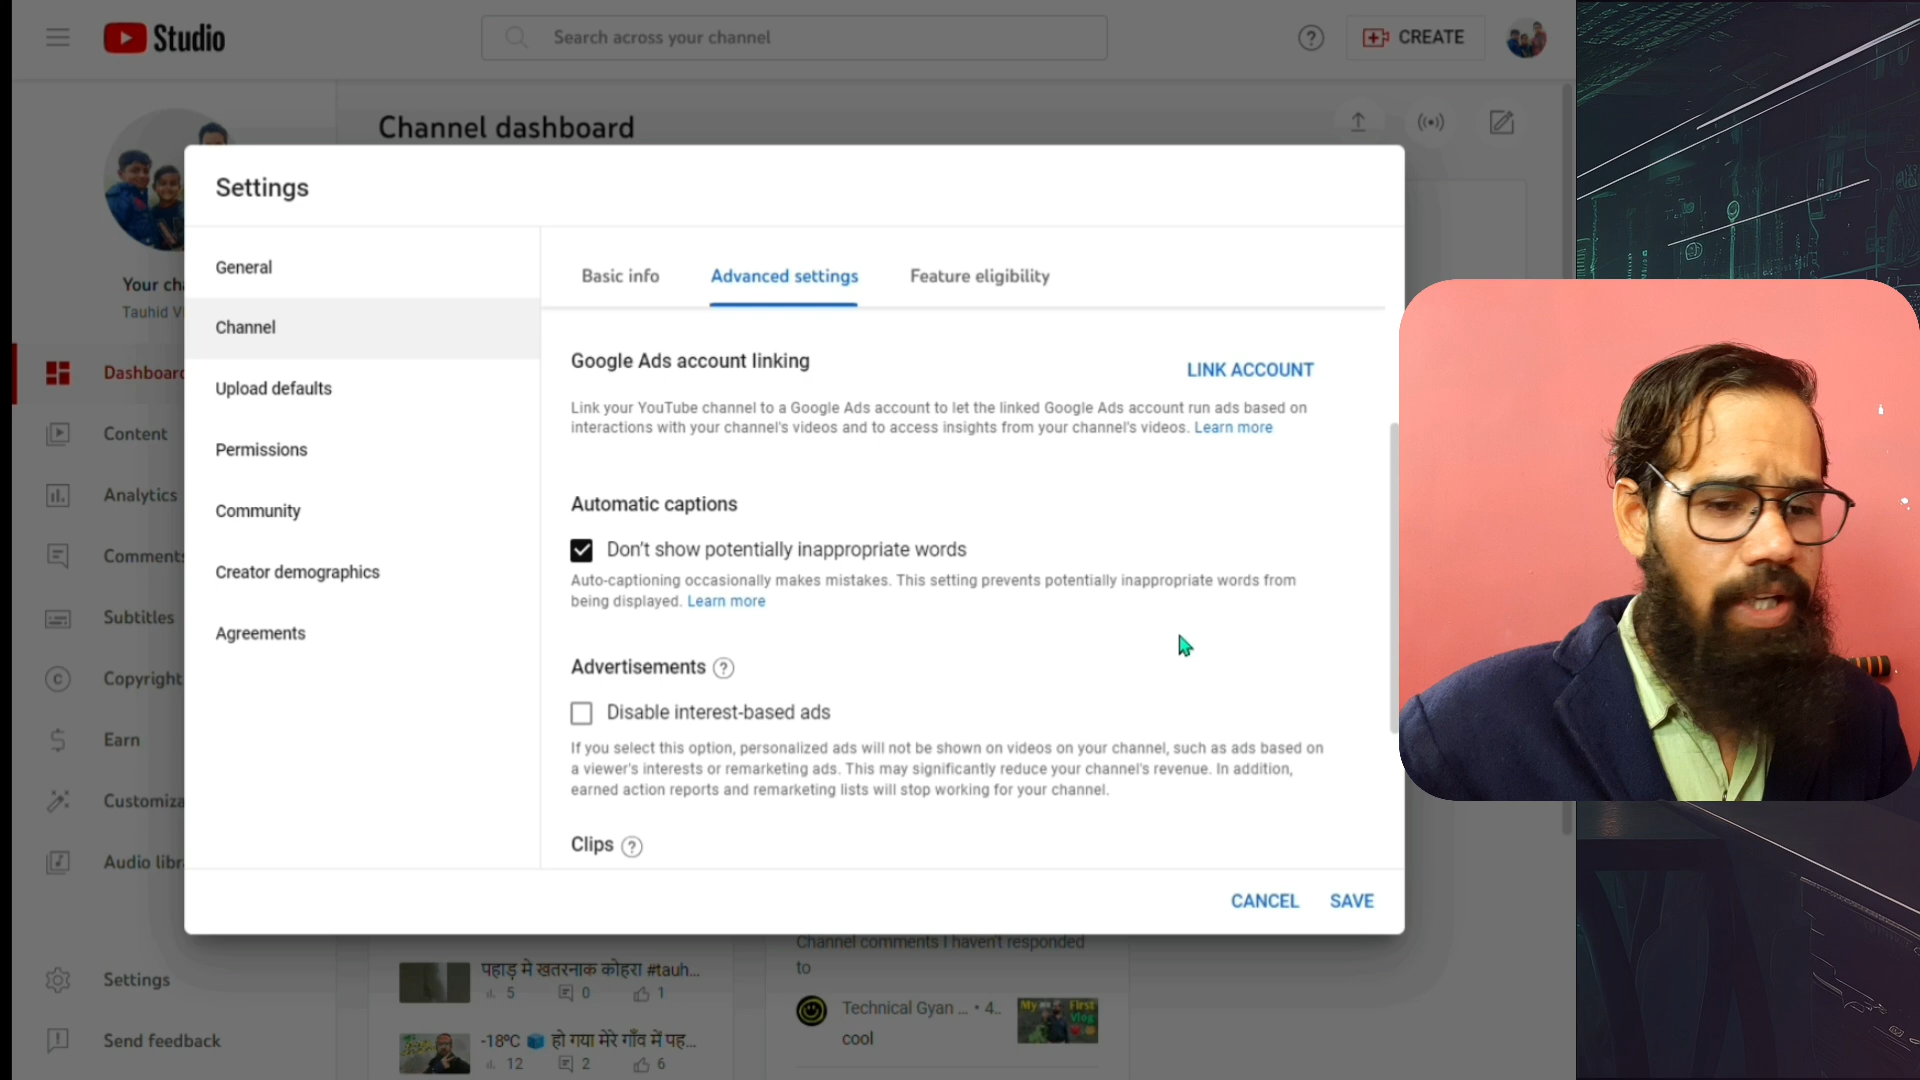 Studio
Search across your channel
CREATE
Channel dashboard
Your ch
Tauhid V
Dashboard
Content
Analytics
Comments
Subtitles
Copyright
Earn
Customiza
Audio libr
Settings
Send feedback
Settings
General
Channel
Upload defaults
Permissions
Community
Creator demographics
Agreements
Basic info
Advanced settings
Feature eligibility
Google Ads account linking
LINK ACCOUNT
Link your YouTube channel to a Google Ads account to let the linked Google Ads account run ads based on
interactions with your channel's videos and to access insights from your channel's videos. Learn more
Automatic captions
Don't show potentially inappropriate words
Auto-captioning occasionally makes mistakes. This setting prevents potentially inappropriate words from
being displayed. Learn more
Advertisements ?
Disable interest-based ads
If you select this option, personalized ads will not be shown on videos on your channel, such as ads based on
a viewer's interests or remarketing ads. This may significantly reduce your channel's revenue. In addition,
earned action reports and remarketing lists will stop working for your channel.
Clips ?
CANCEL
SAVE
पहाड़ मे खतरनाक कोहरा #tauh...
5 0 1
-18°C हो गया मेरे गाँव में पह...
12 2 6
Channel comments I haven't responded
to
Technical Gyan ... • 4..
cool
My First
Vlog